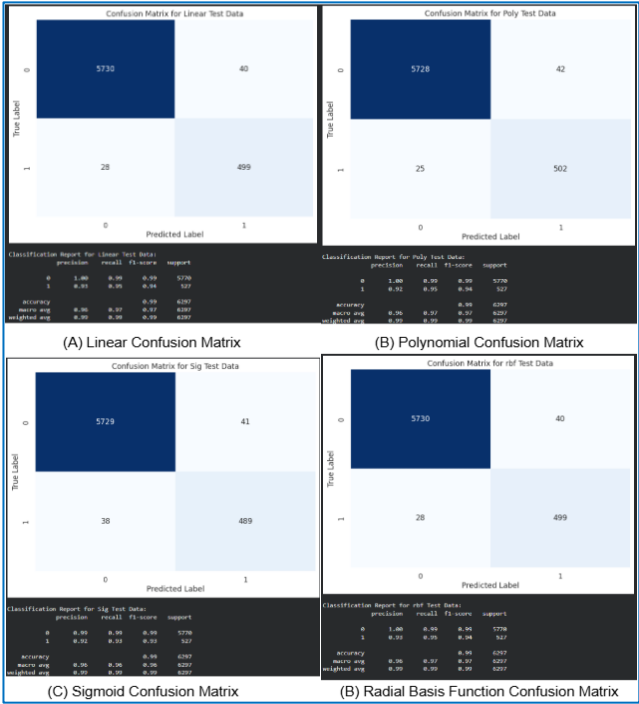 Confusion Matrix for Linear Test Data
True Label
0
5730
40
1
28
499
0
1
Predicted Label
Classification Report for Linear Test Data:
precision recall f1-score support
0 1.00 0.99 0.99 5770
1 0.93 0.95 0.94 527
accuracy 0.99 6297
macro avg 0.96 0.97 0.97 6297
weighted avg 0.99 0.99 0.99 6297
(A) Linear Confusion Matrix
Confusion Matrix for Poly Test Data
True Label
0
5728
42
1
25
502
0
1
Predicted Label
Classification Report for Poly Test Data:
precision recall f1-score support
0 1.00 0.99 0.99 5770
1 0.92 0.95 0.94 527
accuracy 0.99 6297
macro avg 0.96 0.97 0.97 6297
weighted avg 0.99 0.99 0.99 6297
(B) Polynomial Confusion Matrix
Confusion Matrix for Sig Test Data
True Label
0
5729
41
1
38
489
0
1
Predicted Label
Classification Report for Sig Test Data:
precision recall f1-score support
0 0.99 0.99 0.99 5770
1 0.92 0.93 0.93 527
accuracy 0.99 6297
macro avg 0.96 0.96 0.96 6297
weighted avg 0.99 0.99 0.99 6297
(C) Sigmoid Confusion Matrix
Confusion Matrix for rbf Test Data
True Label
0
5730
40
1
28
499
0
1
Predicted Label
Classification Report for rbf Test Data:
precision recall f1-score support
0 1.00 0.99 0.99 5770
1 0.93 0.95 0.94 527
accuracy 0.99 6297
macro avg 0.96 0.97 0.97 6297
weighted avg 0.99 0.99 0.99 6297
(B) Radial Basis Function Confusion Matrix